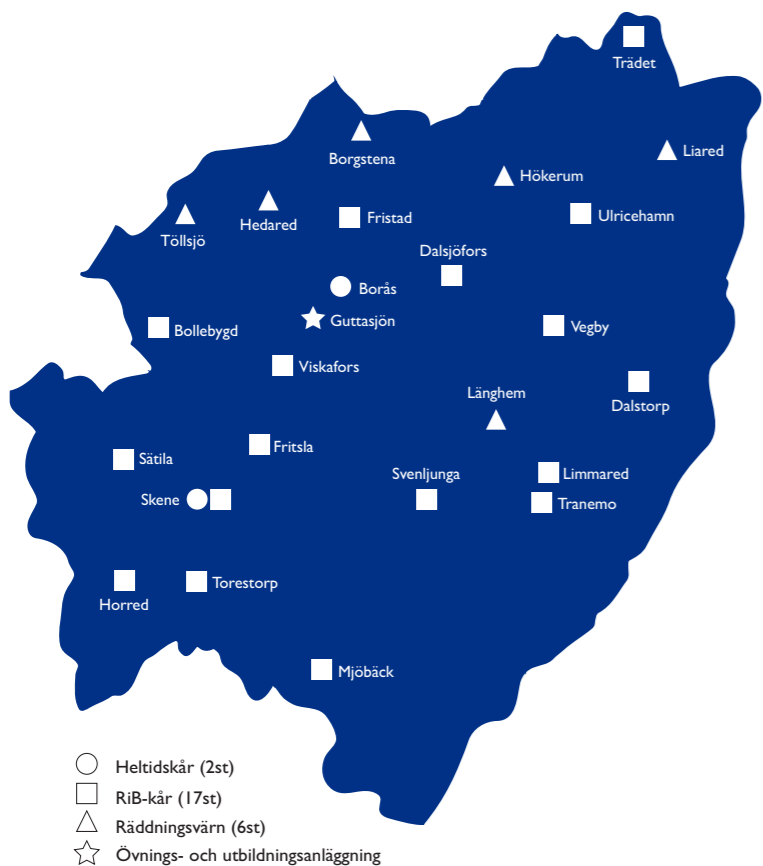 Trädet
Borgstena
Liared
Hökerum
Hedared
Fristad
Ulricehamn
Töllsjö
Dalsjöfors
Borås
Guttasjön
Bollebygd
Vegby
Viskafors
Länghem
Dalstorp
Fritsla
Sätila
Svenljunga
Limmared
Skene
Tranemo
Torestorp
Horred
Mjöbäck
Heltidskår (2st)
RiB-kår (17st)
Räddningsvärn (6st)
Övnings- och utbildningsanläggning